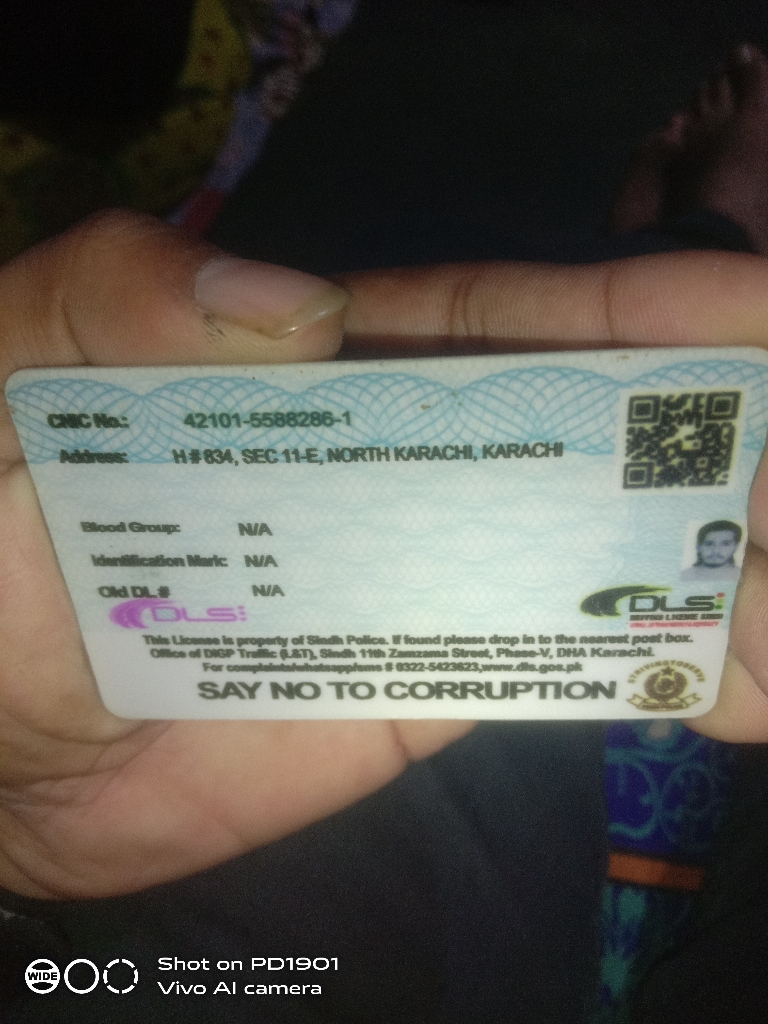 CNIC No.: 42101-5588286-1
Address: H # 834, SEC 11-E, NORTH KARACHI, KARACHI
Blood Group: N/A
Identification Mark: N/A
Old DL # N/A
DLS
DLS
This License is property of Sindh Police. If found please drop in to the nearest post box.
Office of DIGP Traffic (L&T), Sindh 11th Zamzama Street, Phase-V, DHA Karachi.
For complaints/whatsapp/sms # 0322-5423623,www.dls.gos.pk
SAY NO TO CORRUPTION
WIDE
Shot on PD1901
Vivo AI camera